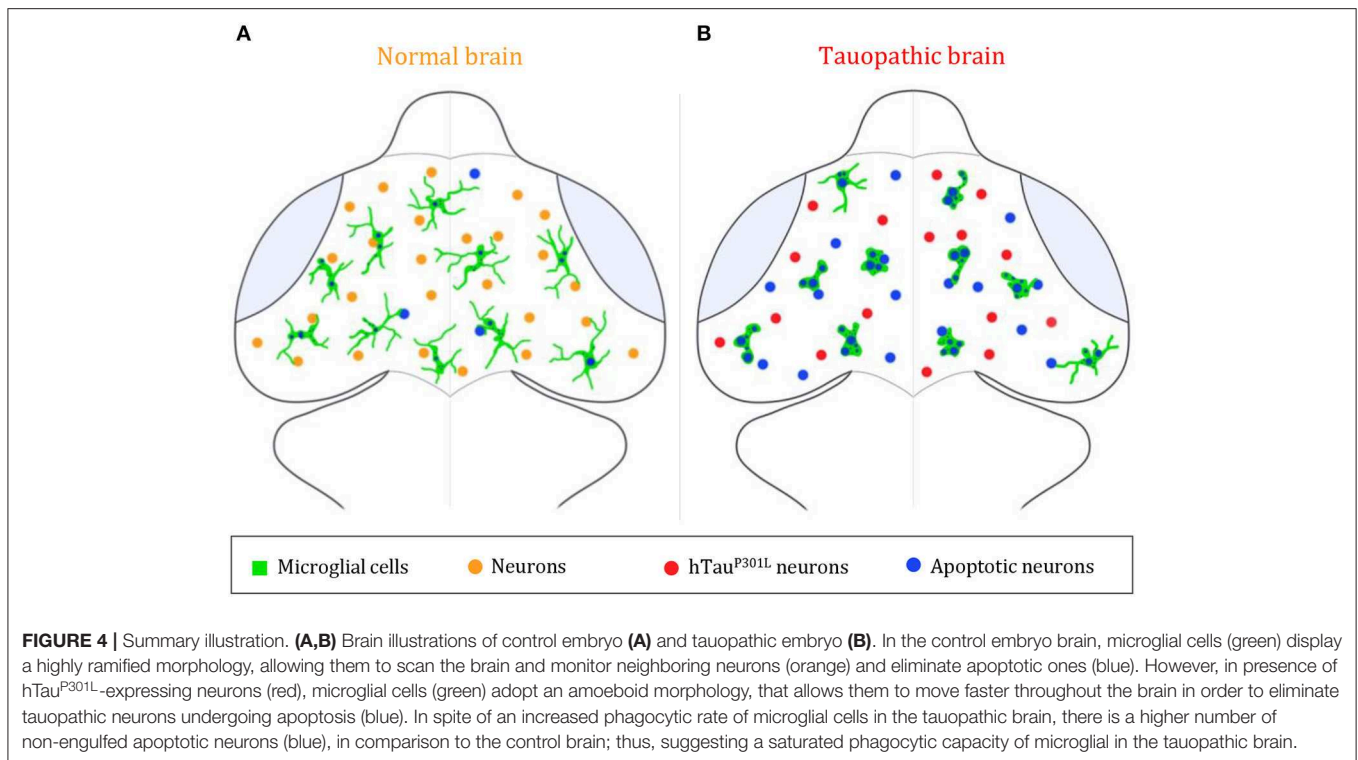 A
B
Normal brain
Tauopathic brain
Microglial cells
Neurons
hTauP301L neurons
Apoptotic neurons
FIGURE 4 | Summary illustration. (A,B) Brain illustrations of control embryo (A) and tauopathic embryo (B). In the control embryo brain, microglial cells (green) display
a highly ramified morphology, allowing them to scan the brain and monitor neighboring neurons (orange) and eliminate apoptotic ones (blue). However, in presence of
hTauP301L-expressing neurons (red), microglial cells (green) adopt an amoeboid morphology, that allows them to move faster throughout the brain in order to eliminate
tauopathic neurons undergoing apoptosis (blue). In spite of an increased phagocytic rate of microglial cells in the tauopathic brain, there is a higher number of
non-engulfed apoptotic neurons (blue), in comparison to the control brain; thus, suggesting a saturated phagocytic capacity of microglial in the tauopathic brain.